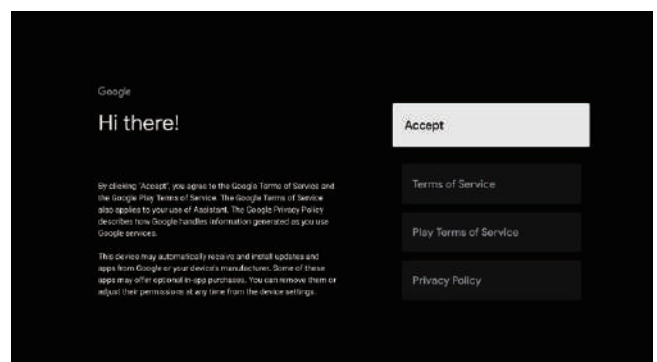 Google
Hi there!
By clicking "Accept", you agree to the Google Terms of Service and
the Google Play Terms of Service. The Google Terms of Service
also applies to your use of Assistant. The Google Privacy Policy
describes how Google handles information generated as you use
Google services.
This device may automatically receive and install updates and
apps from Google or your device's manufacturer. Some of these
apps may offer optional in-app purchases. You can remove them or
adjust their permissions at any time from the device settings.
Accept
Terms of Service
Play Terms of Service
Privacy Policy